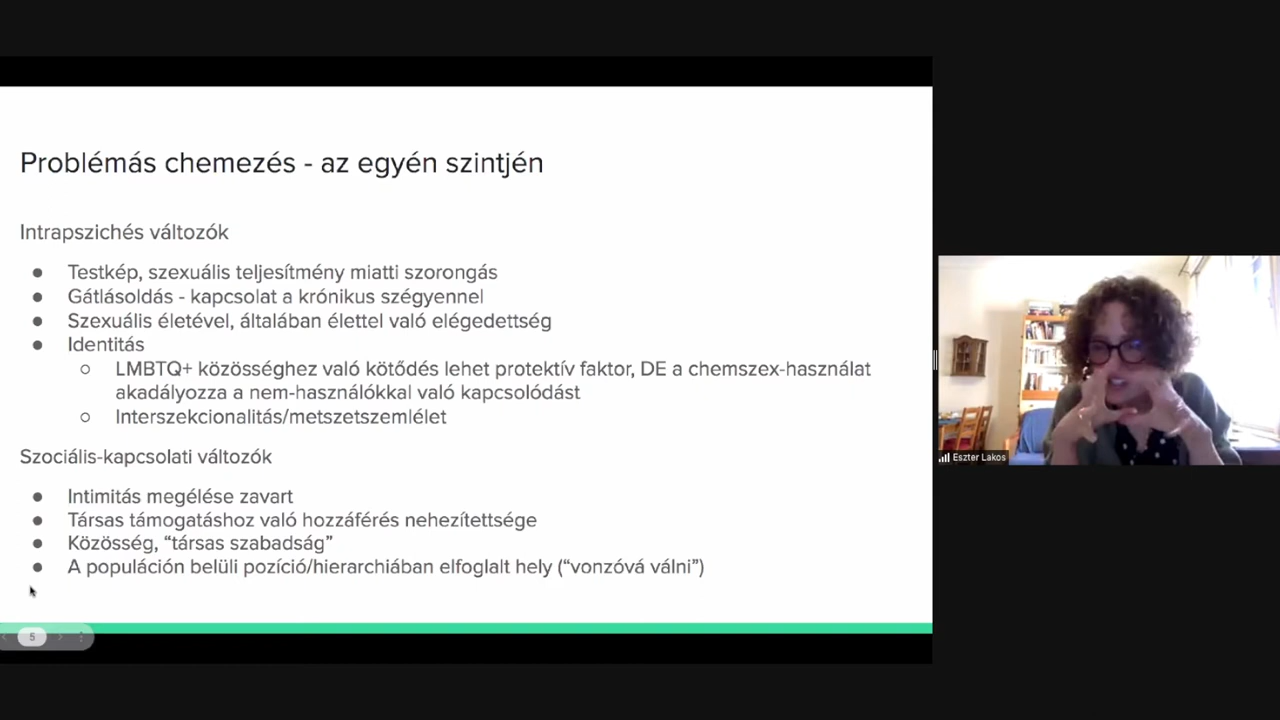 Problémás chemezés - az egyén szintjén
Intrapszichés változók
● Testkép, szexuális teljesítmény miatti szorongás
● Gátlásoldás - kapcsolat a krónikus szégyennel
● Szexuális életével, általában élettel való elégedettség
● Identitás
○ LMBTQ+ közösséghez való kötődés lehet protektív faktor, DE a chemszex-használat
akadályozza a nem-használókkal való kapcsolódást
○ Interszekcionalitás/metszetszemlélet
Szociális-kapcsolati változók
● Intimitás megélése zavart
● Társas támogatáshoz való hozzáférés nehezítettsége
● Közösség, “társas szabadság”
● A populáción belüli pozíció/hierarchiában elfoglalt hely (“vonzóvá válni”)
5
Eszter Lakos